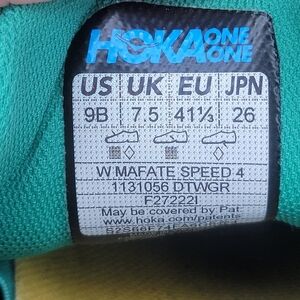 HOKA ONE ONE
US UK EU JPN
9B 7.5 41⅓ 26
W MAFATE SPEED 4
1131056 DTWGR
F27222I
May be covered by Pat.
www.hoka.com/patents